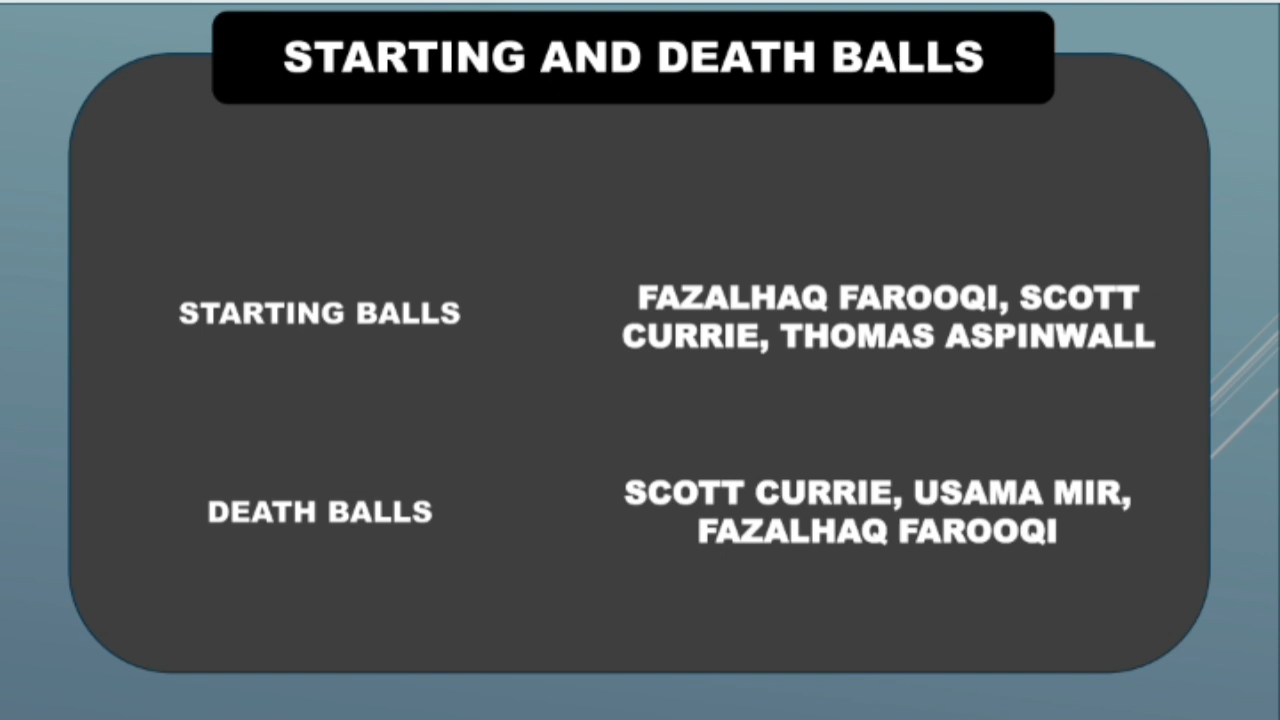 STARTING AND DEATH BALLS
STARTING BALLS
FAZALHAQ FAROOQI, SCOTT
CURRIE, THOMAS ASPINWALL
DEATH BALLS
SCOTT CURRIE, USAMA MIR,
FAZALHAQ FAROOQI